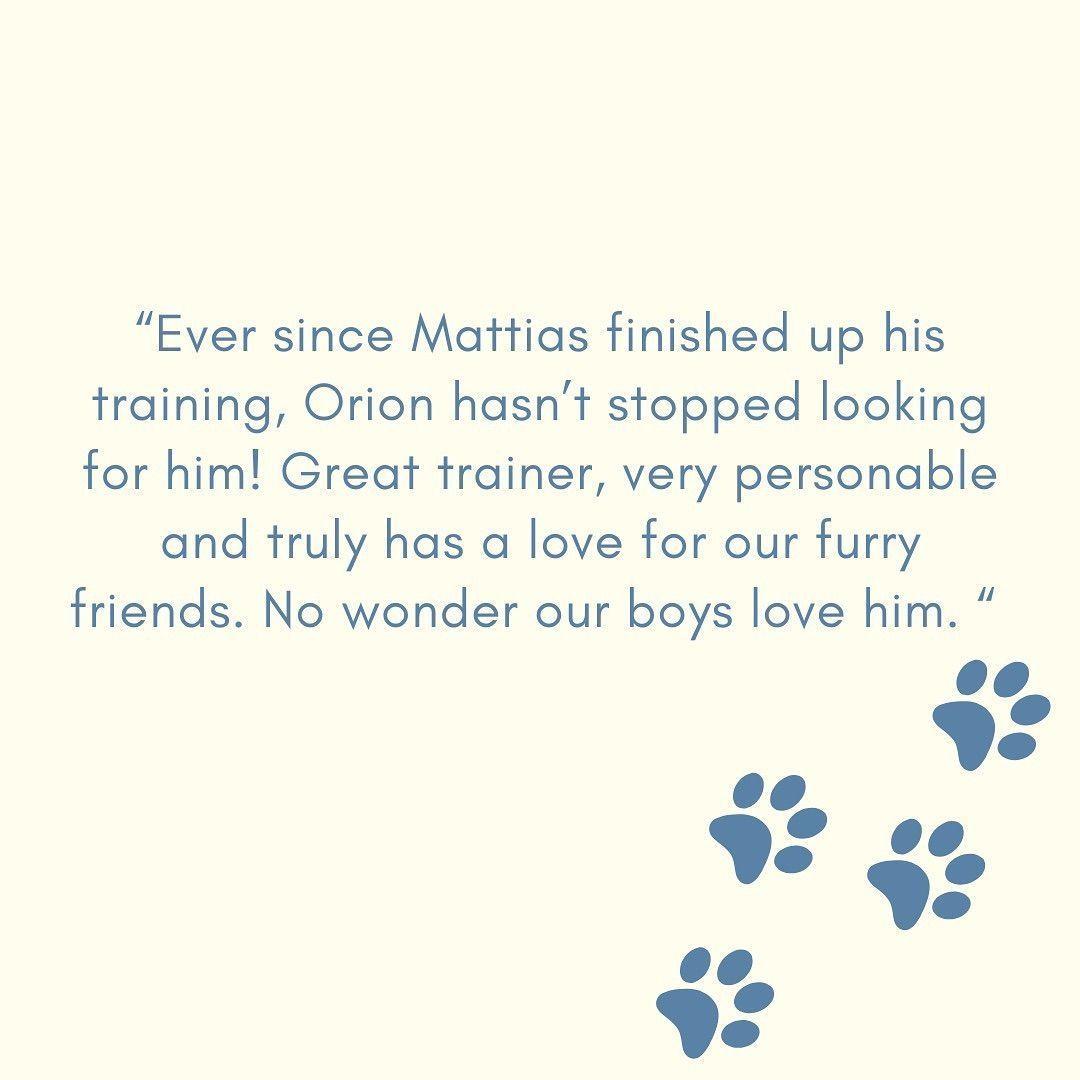 “Ever since Mattias finished up his
training, Orion hasn’t stopped looking
for him! Great trainer, very personable
and truly has a love for our furry
friends. No wonder our boys love him. “